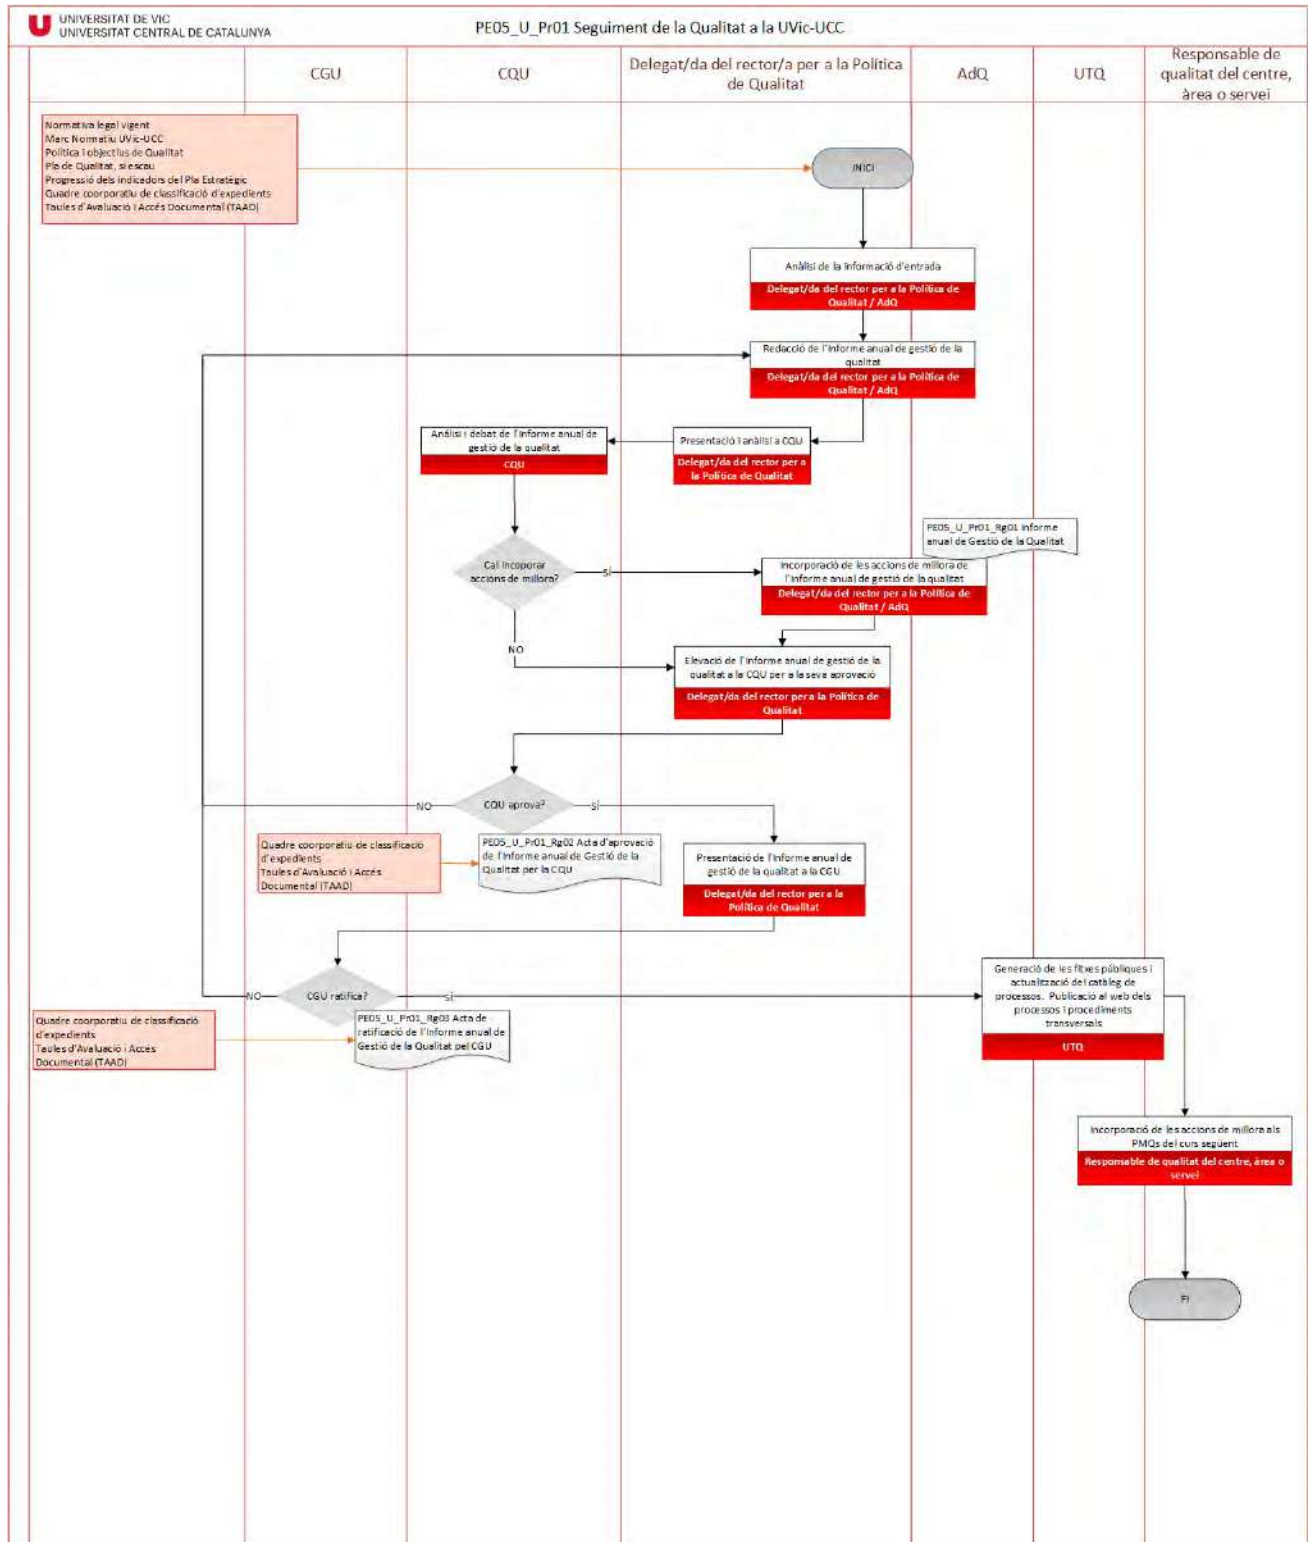 UNIVERSITAT DE VIC
UNIVERSITAT CENTRAL DE CATALUNYA
PE05_U_Pr01 Seguiment de la Qualitat a la UVic-UCC
CGU
CQU
Delegat/da del rector/a per a la Política
de Qualitat
AdQ
UTQ
Responsable de
qualitat del centre,
àrea o servei
Normativa legal vigent
Marc Normatiu UVic-UCC
Política i objectius de Qualitat
Pla de Qualitat, si escau
Progressió dels indicadors del Pla Estratègic
Quadre coorporatiu de classificació d'expedients
Taules d'Avaluació i Accés Documental (TAAD)
INICI
Anàlisi de la informació d'entrada
Delegat/da del rector per a la Política de
Qualitat / AdQ
Redacció de l'informe anual de gestió de la
qualitat
Delegat/da del rector per a la Política de
Qualitat / AdQ
Presentació i anàlisi a CQU
Delegat/da del rector per a
la Política de Qualitat
Anàlisi i debat de l'informe anual de
gestió de la qualitat
CQU
Cal incoporar
accions de millora?
SÍ
NO
PE05_U_Pr01_Rg01 Informe
anual de Gestió de la Qualitat
Incorporació de les accions de millora de
l'informe anual de gestió de la qualitat
Delegat/da del rector per a la Política de
Qualitat / AdQ
Elevació de l'informe anual de gestió de la
qualitat a la CQU per a la seva aprovació
Delegat/da del rector per a la Política de
Qualitat
CQU aprova?
NO
SÍ
Quadre coorporatiu de classificació
d'expedients
Taules d'Avaluació i Accés
Documental (TAAD)
PE05_U_Pr01_Rg02 Acta d'aprovació
de l'Informe anual de Gestió de la
Qualitat per la CQU
Presentació de l'informe anual de
gestió de la qualitat a la CGU
Delegat/da del rector per a la
Política de Qualitat
CGU ratifica?
NO
SÍ
Quadre coorporatiu de classificació
d'expedients
Taules d'Avaluació i Accés
Documental (TAAD)
PE05_U_Pr01_Rg03 Acta de
ratificació de l'Informe anual de
Gestió de la Qualitat pel CGU
Generació de les fitxes públiques i
actualització del catàleg de
processos. Publicació al web dels
processos i procediments
transversals
UTQ
Incorporació de les accions de millora als
PMQs del curs següent
Responsable de qualitat del centre, àrea o
servei
FI